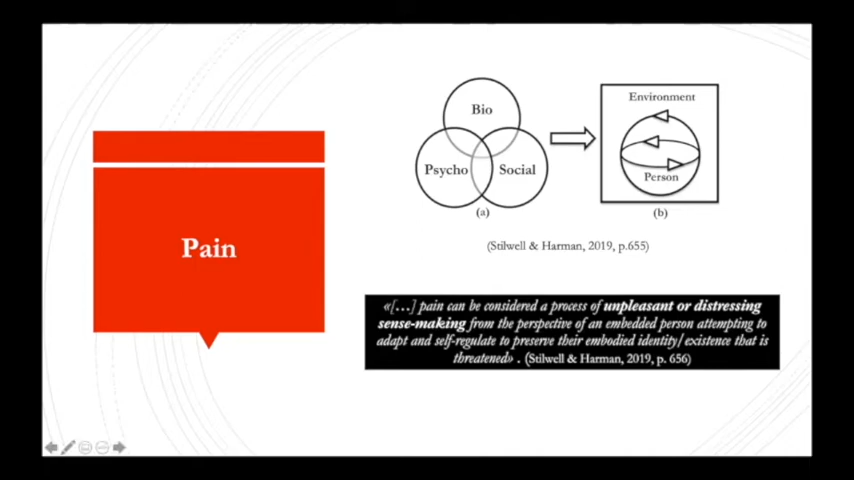 Pain
Bio
Psycho
Social
(a)
Environment
Person
(b)
(Stilwell & Harman, 2019, p.655)
«[…] pain can be considered a process of unpleasant or distressing
sense-making from the perspective of an embedded person attempting to
adapt and self-regulate to preserve their embodied identity/existence that is
threatened» . (Stilwell & Harman, 2019, p. 656)